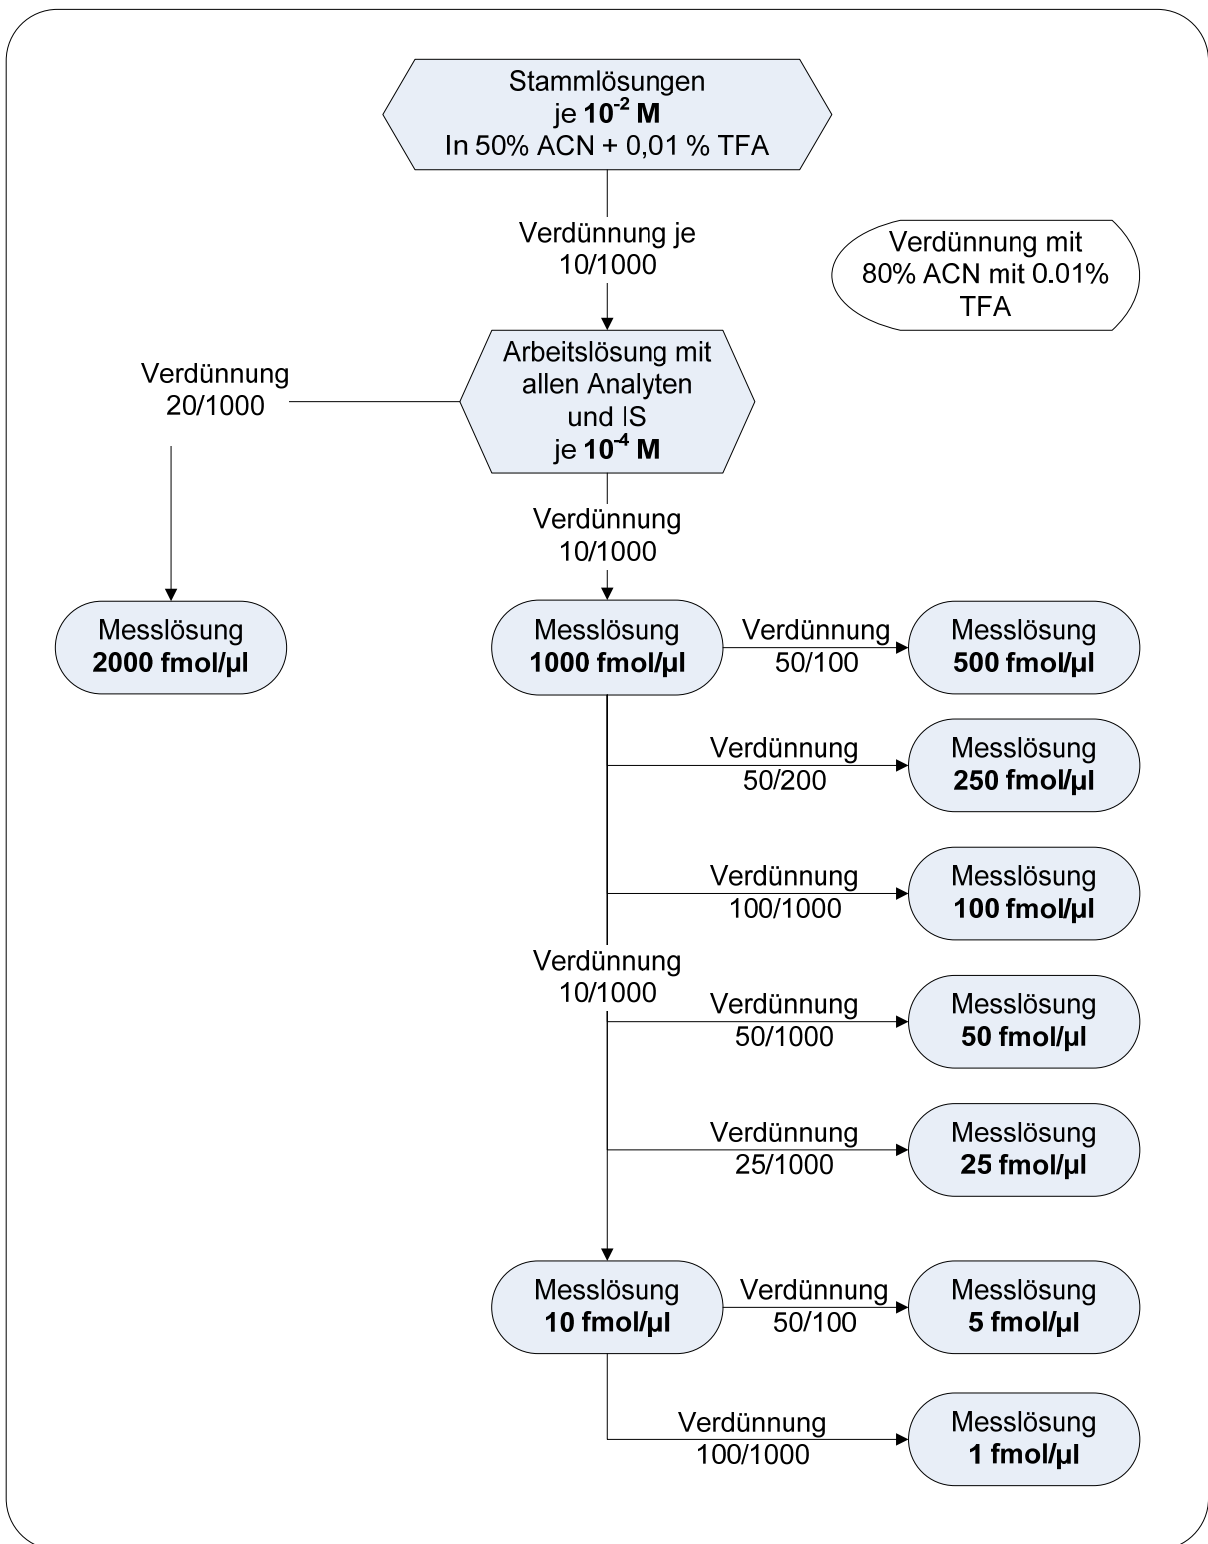 Stammlösungen
je 10⁻² M
In 50% ACN + 0,01 % TFA
Verdünnung je
10/1000
Verdünnung mit
80% ACN mit 0.01%
TFA
Arbeitslösung mit
allen Analyten
und IS
je 10⁻⁴ M
Verdünnung
20/1000
Verdünnung
10/1000
Messlösung
2000 fmol/µl
Messlösung
1000 fmol/µl
Verdünnung
50/100
Messlösung
500 fmol/µl
Verdünnung
50/200
Messlösung
250 fmol/µl
Verdünnung
100/1000
Messlösung
100 fmol/µl
Verdünnung
10/1000
Verdünnung
50/1000
Messlösung
50 fmol/µl
Verdünnung
25/1000
Messlösung
25 fmol/µl
Messlösung
10 fmol/µl
Verdünnung
50/100
Messlösung
5 fmol/µl
Verdünnung
100/1000
Messlösung
1 fmol/µl